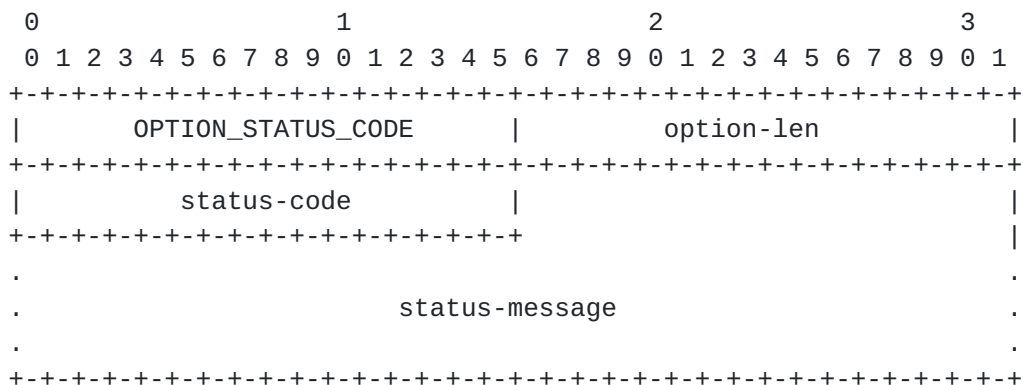 0                   1                   2                   3
 0 1 2 3 4 5 6 7 8 9 0 1 2 3 4 5 6 7 8 9 0 1 2 3 4 5 6 7 8 9 0 1
+-+-+-+-+-+-+-+-+-+-+-+-+-+-+-+-+-+-+-+-+-+-+-+-+-+-+-+-+-+-+-+-+
|       OPTION_STATUS_CODE      |         option-len            |
+-+-+-+-+-+-+-+-+-+-+-+-+-+-+-+-+-+-+-+-+-+-+-+-+-+-+-+-+-+-+-+-+
|          status-code          |                               |
+-+-+-+-+-+-+-+-+-+-+-+-+-+-+-+-+                               |
.                                                               .
.                        status-message                         .
.                                                               .
+-+-+-+-+-+-+-+-+-+-+-+-+-+-+-+-+-+-+-+-+-+-+-+-+-+-+-+-+-+-+-+-+